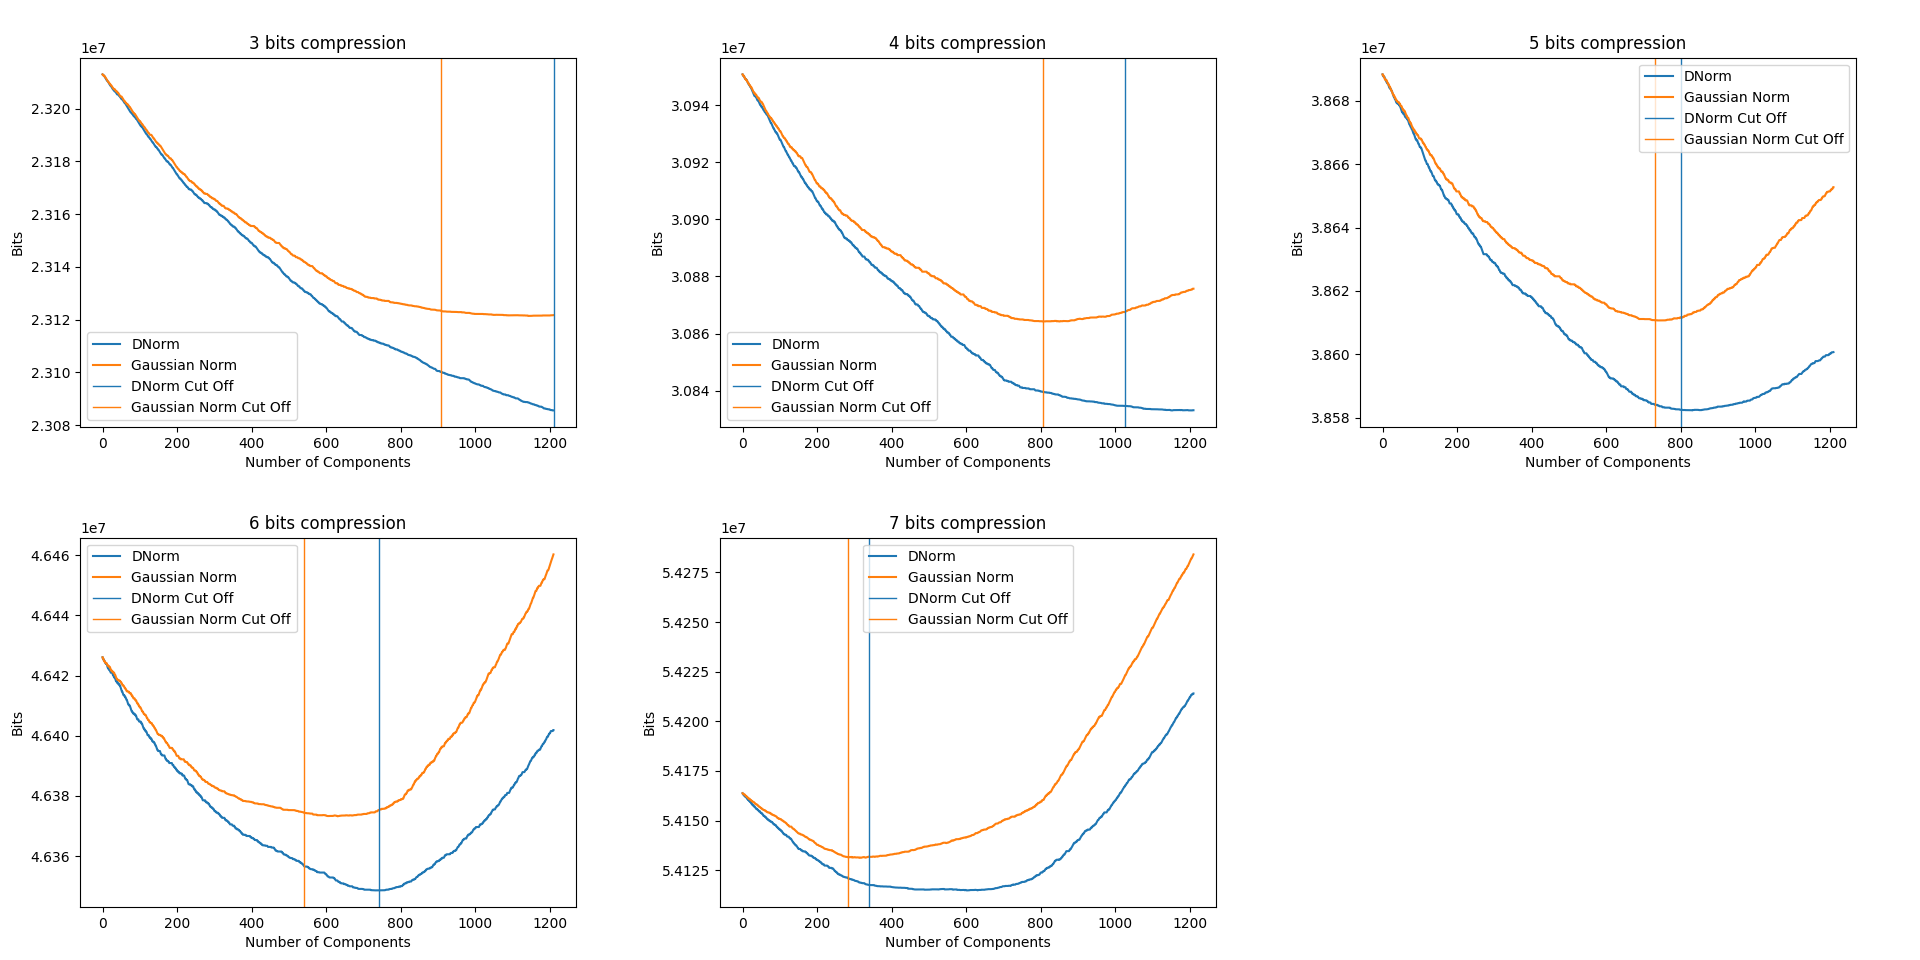 3 bits compression
1e7
2.320
2.318
2.316
2.314
2.312
2.310
2.308
Bits
DNorm
Gaussian Norm
DNorm Cut Off
Gaussian Norm Cut Off
0 200 400 600 800 1000 1200
Number of Components
4 bits compression
1e7
3.094
3.092
3.090
3.088
3.086
3.084
Bits
DNorm
Gaussian Norm
DNorm Cut Off
Gaussian Norm Cut Off
0 200 400 600 800 1000 1200
Number of Components
5 bits compression
1e7
3.868
3.866
3.864
3.862
3.860
3.858
Bits
DNorm
Gaussian Norm
DNorm Cut Off
Gaussian Norm Cut Off
0 200 400 600 800 1000 1200
Number of Components
6 bits compression
1e7
4.646
4.644
4.642
4.640
4.638
4.636
Bits
DNorm
Gaussian Norm
DNorm Cut Off
Gaussian Norm Cut Off
0 200 400 600 800 1000 1200
Number of Components
7 bits compression
1e7
5.4275
5.4250
5.4225
5.4200
5.4175
5.4150
5.4125
Bits
DNorm
Gaussian Norm
DNorm Cut Off
Gaussian Norm Cut Off
0 200 400 600 800 1000 1200
Number of Components